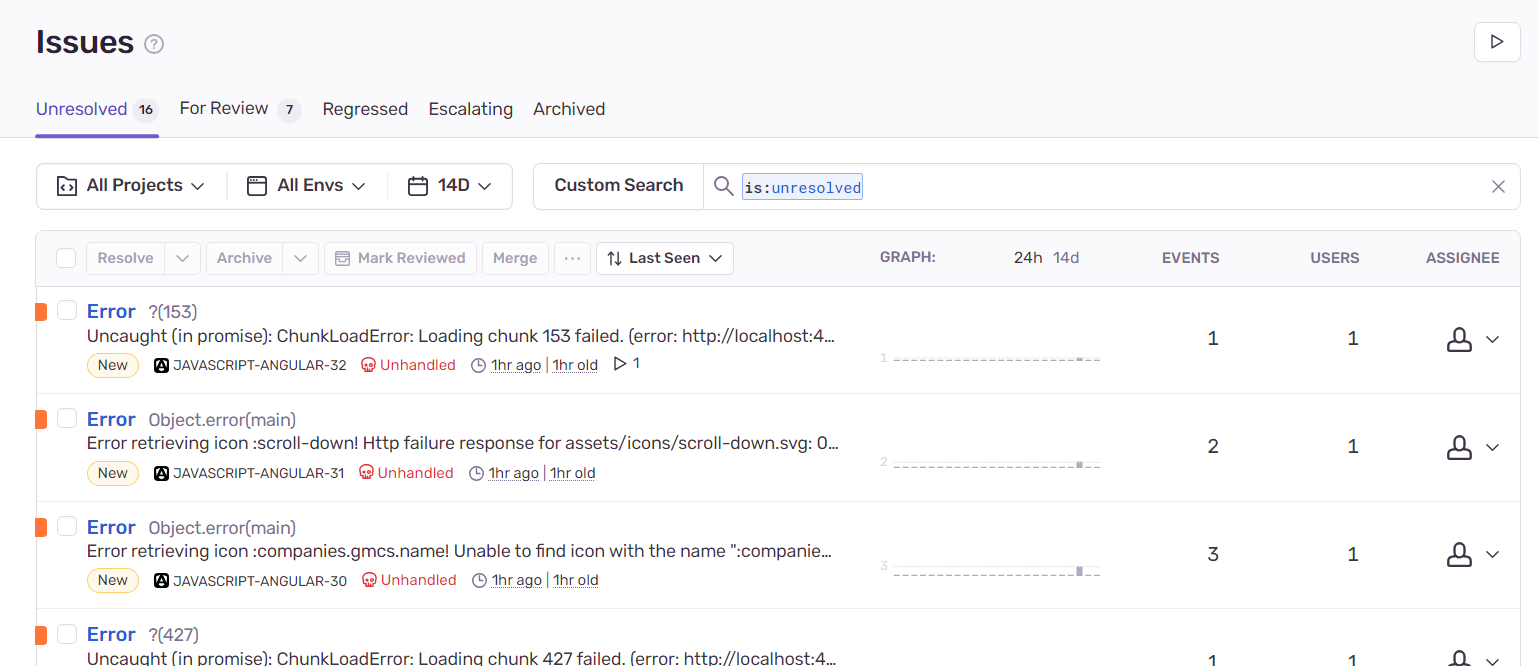 Issues ?
Unresolved 16 For Review 7 Regressed Escalating Archived
All Projects All Envs 14D Custom Search is:unresolved
Resolve Archive Mark Reviewed Merge ... Last Seen GRAPH: 24h 14d EVENTS USERS ASSIGNEE
Error ?(153)
Uncaught (in promise): ChunkLoadError: Loading chunk 153 failed. (error: http://localhost:4...
1 1 1
New JAVASCRIPT-ANGULAR-32 Unhandled 1hr ago | 1hr old 1
Error Object.error(main)
Error retrieving icon :scroll-down! Http failure response for assets/icons/scroll-down.svg: 0...
2 2 1
New JAVASCRIPT-ANGULAR-31 Unhandled 1hr ago | 1hr old
Error Object.error(main)
Error retrieving icon :companies.gmcs.name! Unable to find icon with the name ":companie...
3 3 1
New JAVASCRIPT-ANGULAR-30 Unhandled 1hr ago | 1hr old
Error ?(427)
Uncaught (in promise): ChunkLoadError: Loading chunk 427 failed. (error: http://localhost:4...
1 1